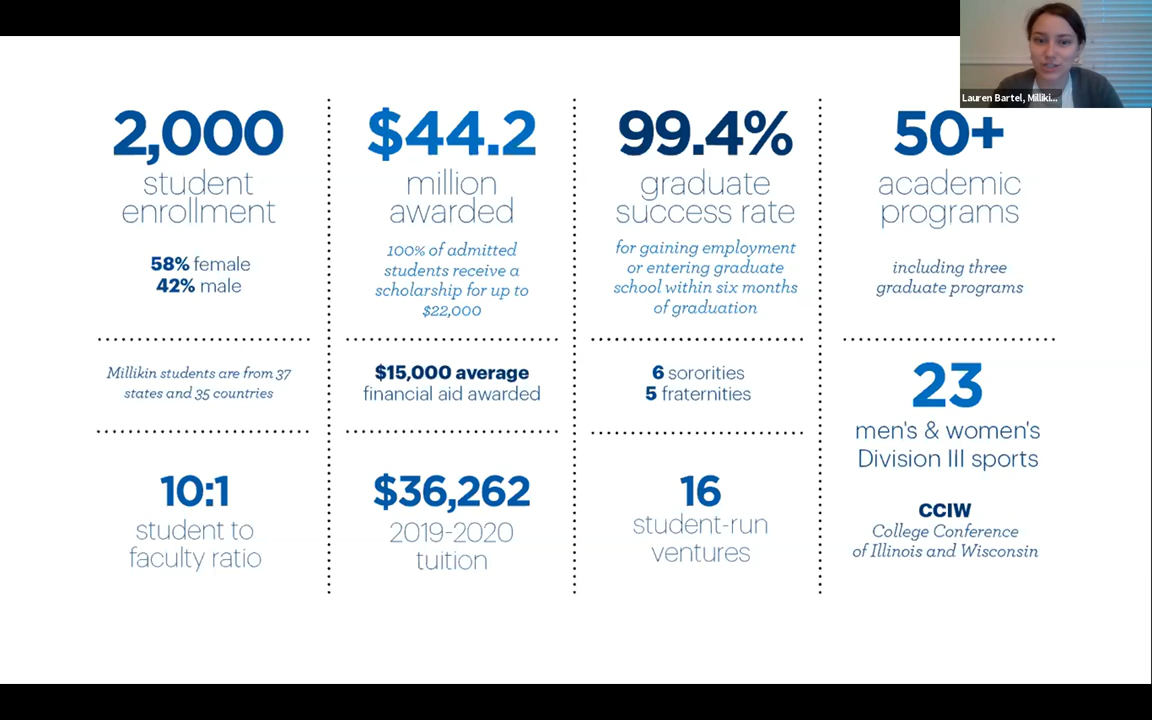 Lauren Bartel, Milliki...
2,000
student
enrollment
58% female
42% male
Millikin students are from 37
states and 35 countries
10:1
student to
faculty ratio
$44.2
million
awarded
100% of admitted
students receive a
scholarship for up to
$22,000
$15,000 average
financial aid awarded
$36,262
2019-2020
tuition
99.4%
graduate
success rate
for gaining employment
or entering graduate
school within six months
of graduation
6 sororities
5 fraternities
16
student-run
ventures
50+
academic
programs
including three
graduate programs
23
men's & women's
Division III sports
CCIW
College Conference
of Illinois and Wisconsin